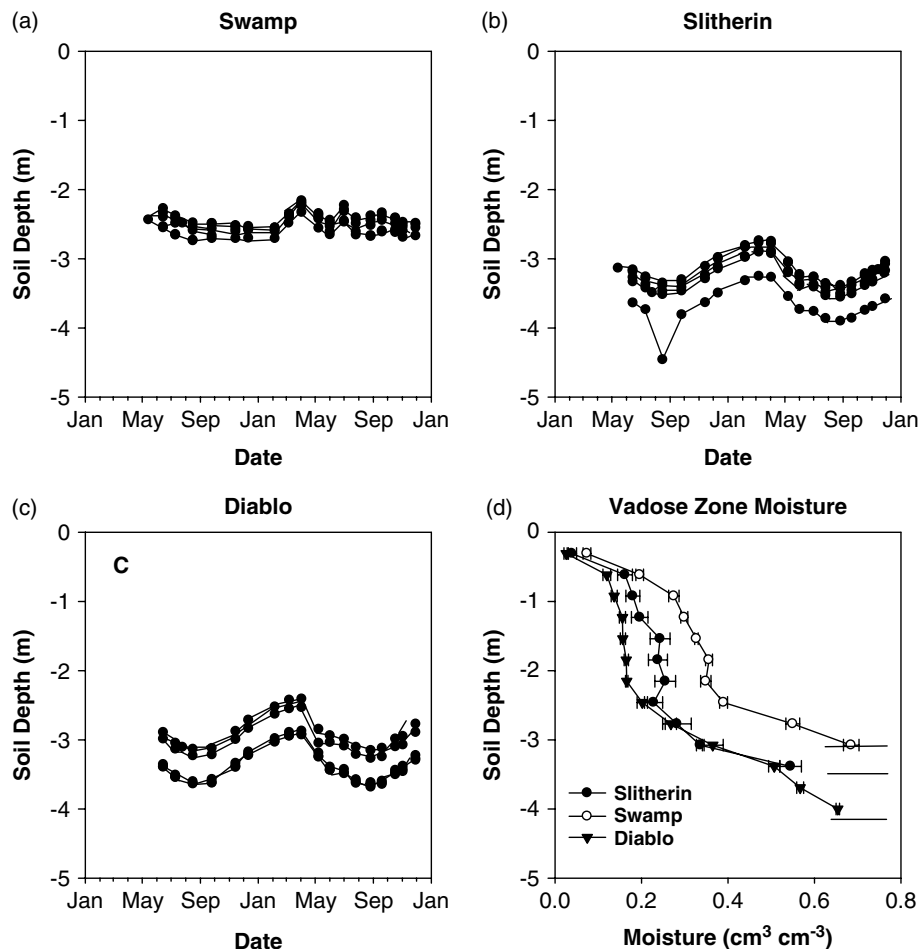 (a) Swamp
0
-1
-2
-3
-4
-5
Soil Depth (m)
Jan May Sep Jan May Sep Jan
Date
(b) Slitherin
0
-1
-2
-3
-4
-5
Soil Depth (m)
Jan May Sep Jan May Sep Jan
Date
(c) Diablo
C
0
-1
-2
-3
-4
-5
Soil Depth (m)
Jan May Sep Jan May Sep Jan
Date
(d) Vadose Zone Moisture
0
-1
-2
-3
-4
-5
Soil Depth (m)
Slitherin
Swamp
Diablo
0.0 0.2 0.4 0.6 0.8
Moisture (cm³ cm⁻³)